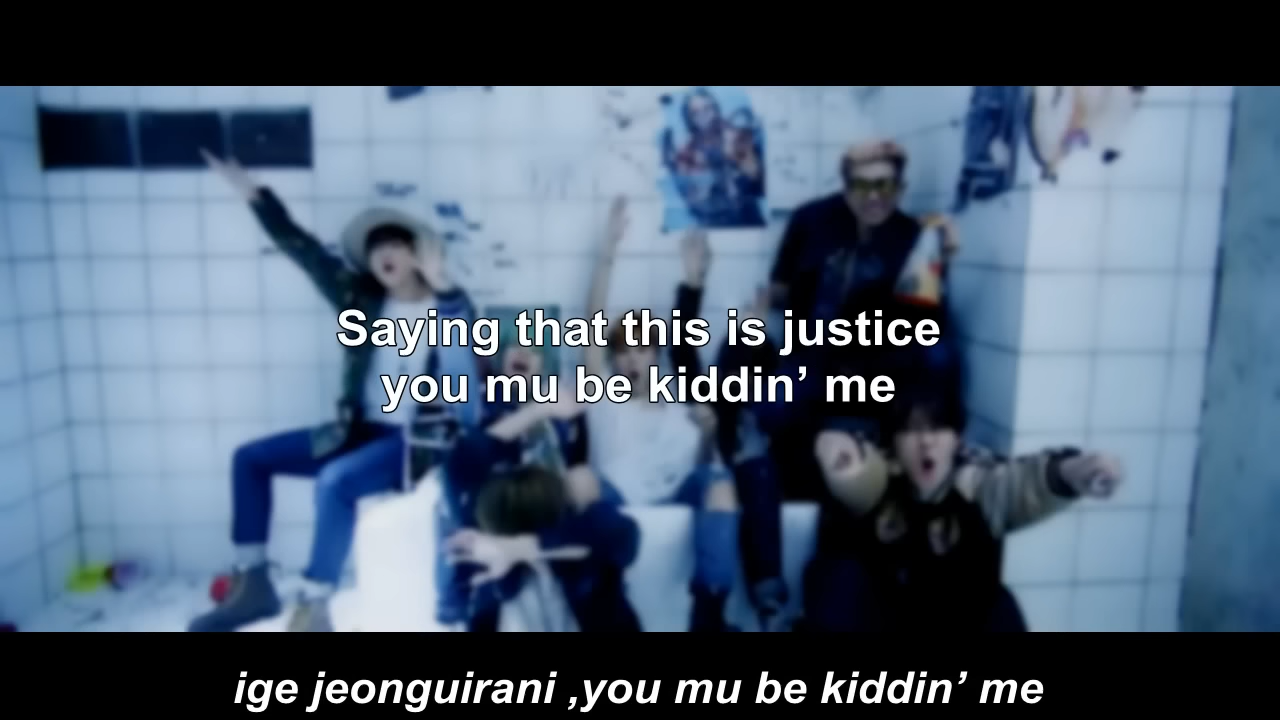 Saying that this is justice
you mu be kiddin’ me
ige jeonguirani ,you mu be kiddin’ me